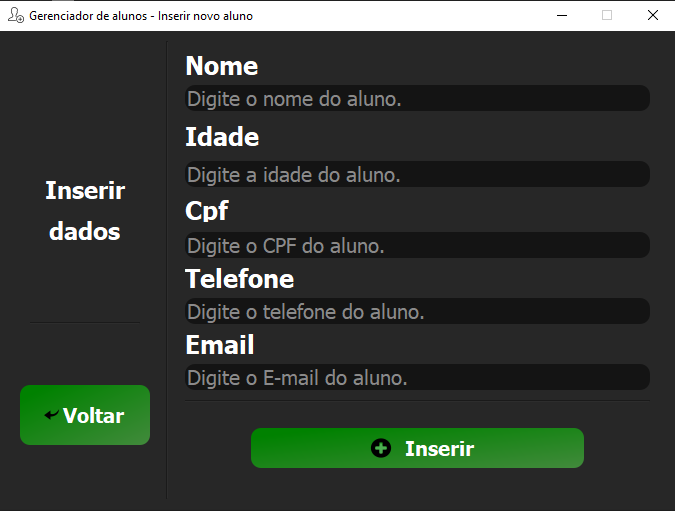 Gerenciador de alunos - Inserir novo aluno
Inserir
dados
Voltar
Nome
Digite o nome do aluno.
Idade
Digite a idade do aluno.
Cpf
Digite o CPF do aluno.
Telefone
Digite o telefone do aluno.
Email
Digite o E-mail do aluno.
Inserir